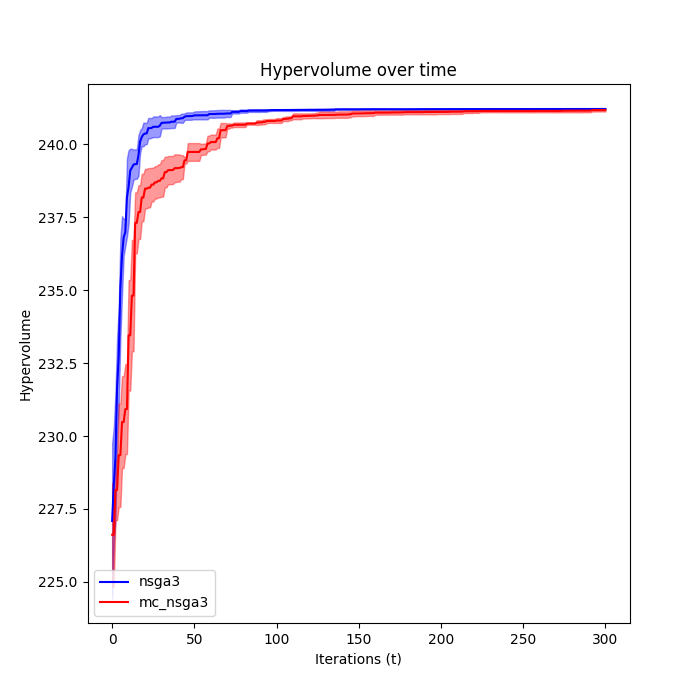 Hypervolume over time
240.0
237.5
235.0
232.5
230.0
227.5
225.0
Hypervolume
nsga3
mc_nsga3
0 50 100 150 200 250 300
Iterations (t)